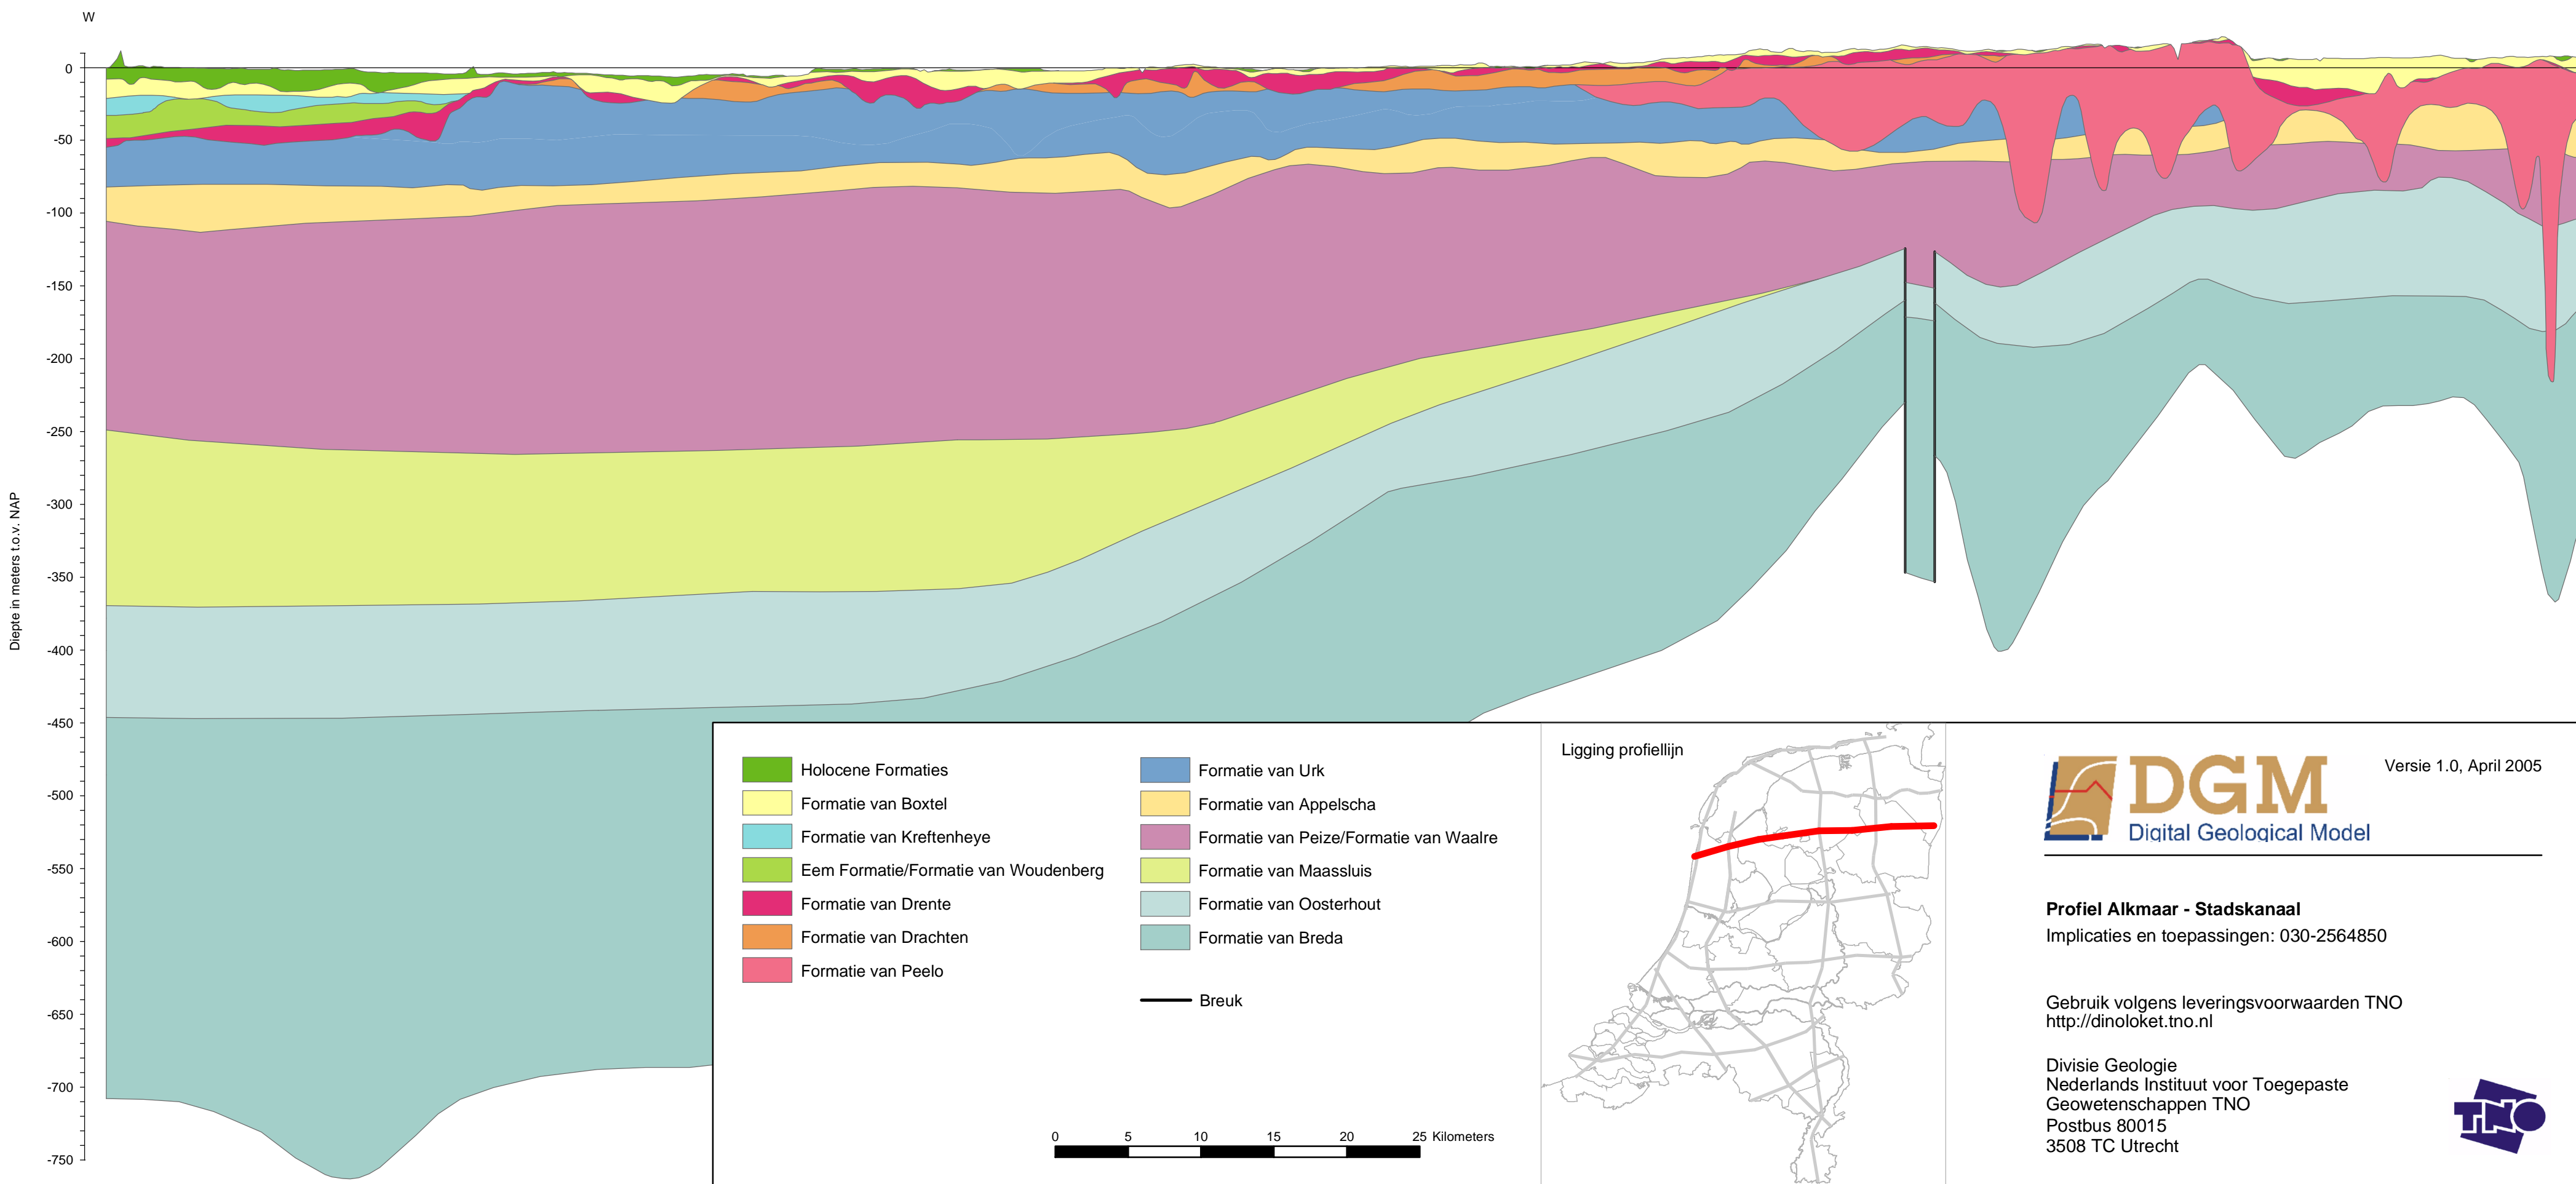 W
0
-50
-100
-150
-200
-250
-300
-350
-400
-450
-500
-550
-600
-650
-700
-750
Diepte in meters t.o.v. NAP
Holocene Formaties
Formatie van Boxtel
Formatie van Kreftenheye
Eem Formatie/Formatie van Woudenberg
Formatie van Drente
Formatie van Drachten
Formatie van Peelo
Formatie van Urk
Formatie van Appelscha
Formatie van Peize/Formatie van Waalre
Formatie van Maassluis
Formatie van Oosterhout
Formatie van Breda
Breuk
0 5 10 15 20 25 Kilometers
Ligging profiellijn
DGM
Digital Geological Model
Versie 1.0, April 2005
Profiel Alkmaar - Stadskanaal
Implicaties en toepassingen: 030-2564850
Gebruik volgens leveringsvoorwaarden TNO
http://dinoloket.tno.nl
Divisie Geologie
Nederlands Instituut voor Toegepaste
Geowetenschappen TNO
Postbus 80015
3508 TC Utrecht
TNO